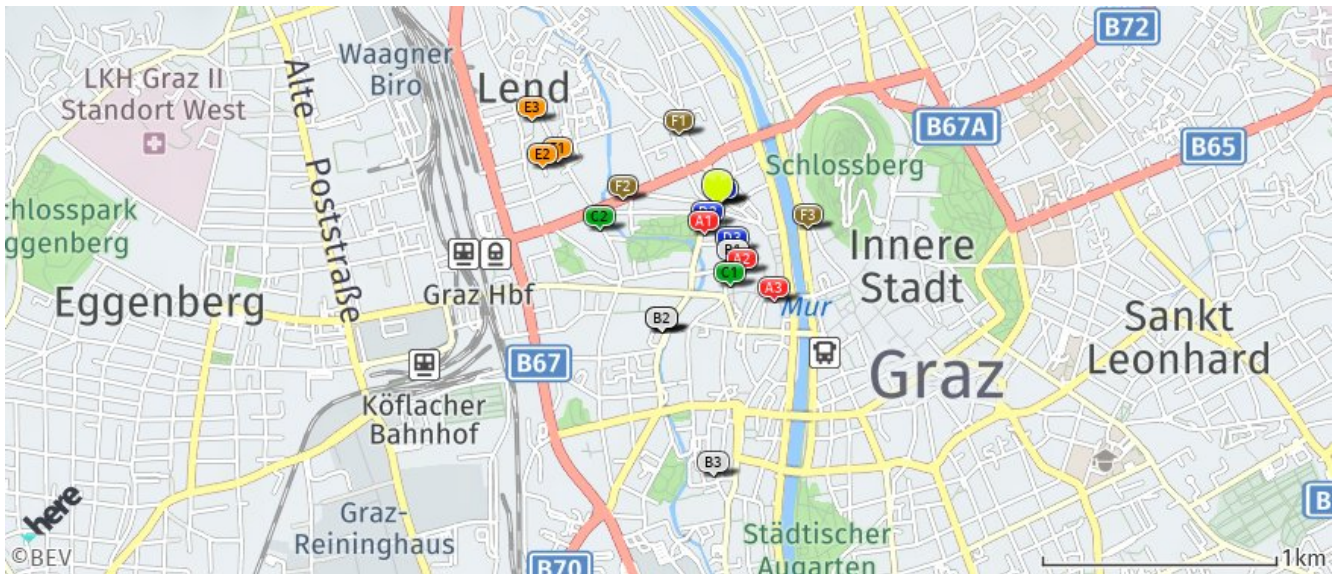 B72
Waagner
Biro
LKH Graz II
Standort West
Alte
Poststraße
Lend
E3
F1
B67A
B65
E2
Schlossberg
F2
C2
F3
A1
chlosspark
ggenberg
Innere
Stadt
A2
C1
A3
Mur
Graz Hbf
Eggenberg
B2
Sankt
Leonhard
B67
Graz
Köflacher
Bahnhof
B3
Graz-
Reininghaus
Städtischer
Augarten
B70
B
here
©BEV
1km